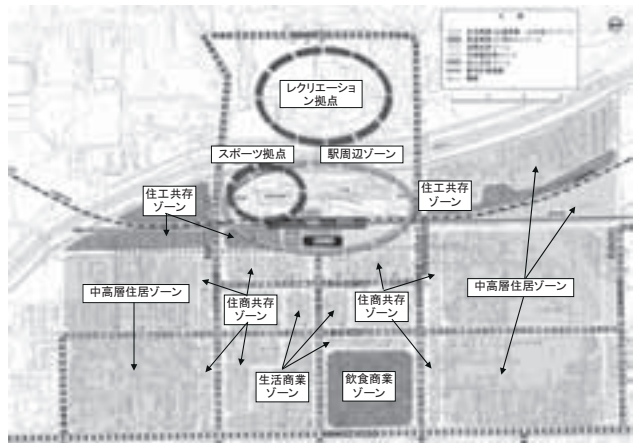 レクリエーショ
ン拠点
スポーツ拠点
駅周辺ゾーン
住工共存
ゾーン
住工共存
ゾーン
中高層住居ゾーン
住商共存
ゾーン
住商共存
ゾーン
中高層住居ゾーン
生活商業
ゾーン
飲食商業
ゾーン